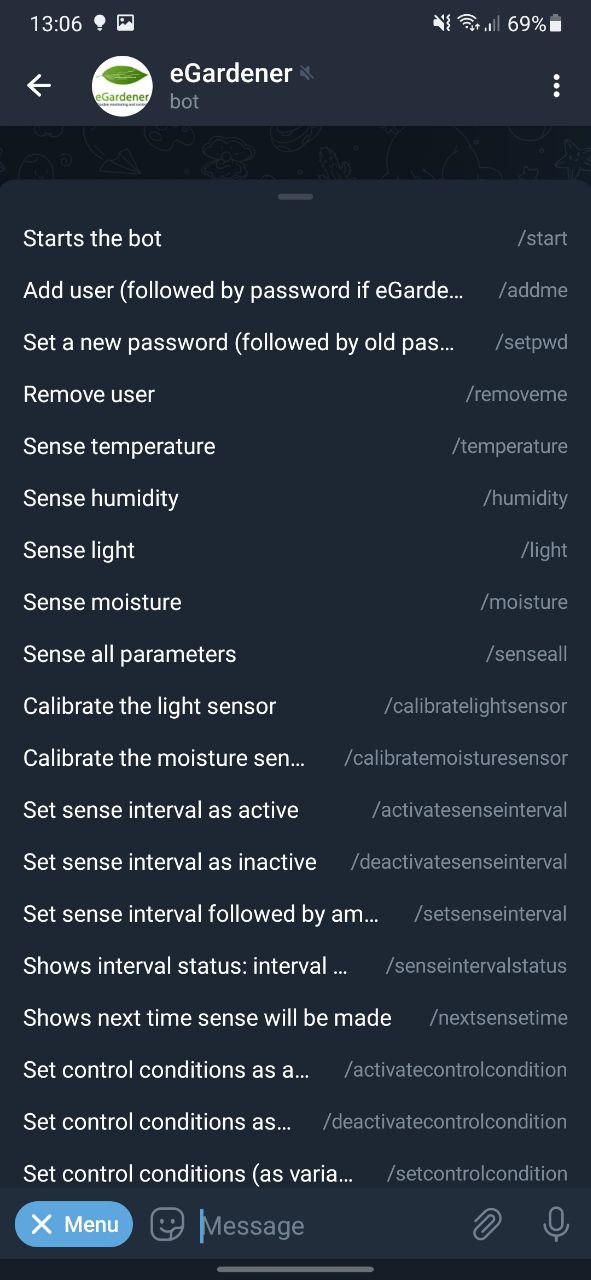 13:06 69%
eGardener
eGardener
bot
Starts the bot /start
Add user (followed by password if eGarde... /addme
Set a new password (followed by old pas... /setpwd
Remove user /removeme
Sense temperature /temperature
Sense humidity /humidity
Sense light /light
Sense moisture /moisture
Sense all parameters /senseall
Calibrate the light sensor /calibratelightsensor
Calibrate the moisture sen... /calibratemoisturesensor
Set sense interval as active /activatesenseinterval
Set sense interval as inactive /deactivatesenseinterval
Set sense interval followed by am... /setsenseinterval
Shows interval status: interval ... /senseintervalstatus
Shows next time sense will be made /nextsensetime
Set control conditions as a... /activatecontrolcondition
Set control conditions as... /deactivatecontrolcondition
Set control conditions (as varia... /setcontrolcondition
Menu Message